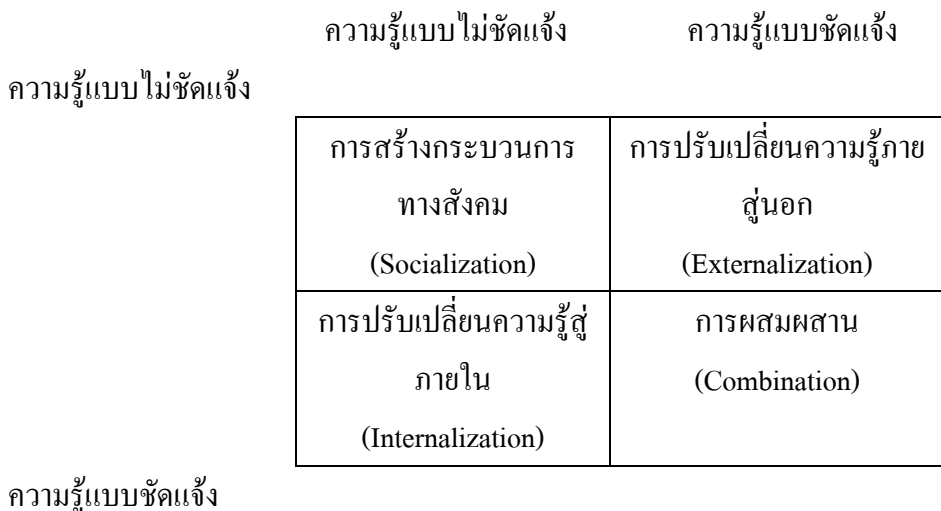 ความรู้แบบไม่ชัดแจ้ง ความรู้แบบชัดแจ้ง
ความรู้แบบไม่ชัดแจ้ง
การสร้างกระบวนการ
ทางสังคม
(Socialization)
การปรับเปลี่ยนความรู้ภาย
สู่นอก
(Externalization)
การปรับเปลี่ยนความรู้สู่
ภายใน
(Internalization)
การผสมผสาน
(Combination)
ความรู้แบบชัดแจ้ง